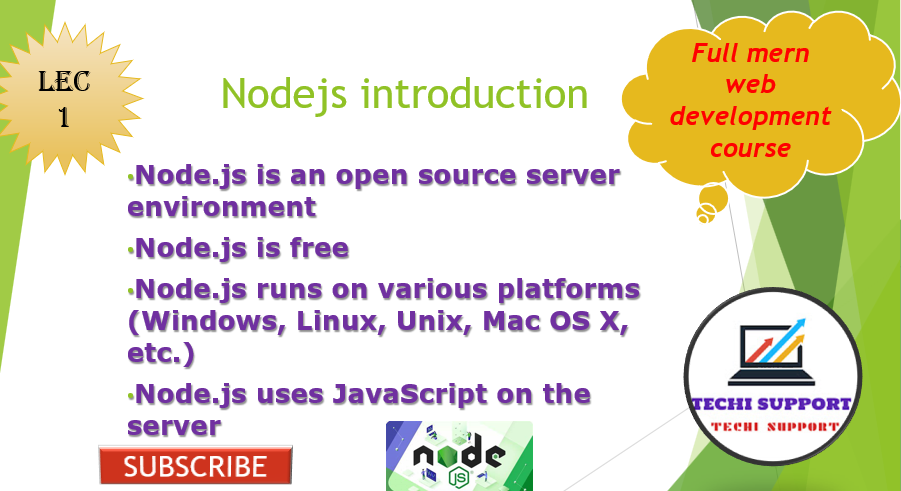 LEC
1
Nodejs introduction
Full mern
web
development
course
•Node.js is an open source server
environment
•Node.js is free
•Node.js runs on various platforms
(Windows, Linux, Unix, Mac OS X,
etc.)
•Node.js uses JavaScript on the
server
SUBSCRIBE
node
JS
TECHI SUPPORT
TECHI SUPPORT